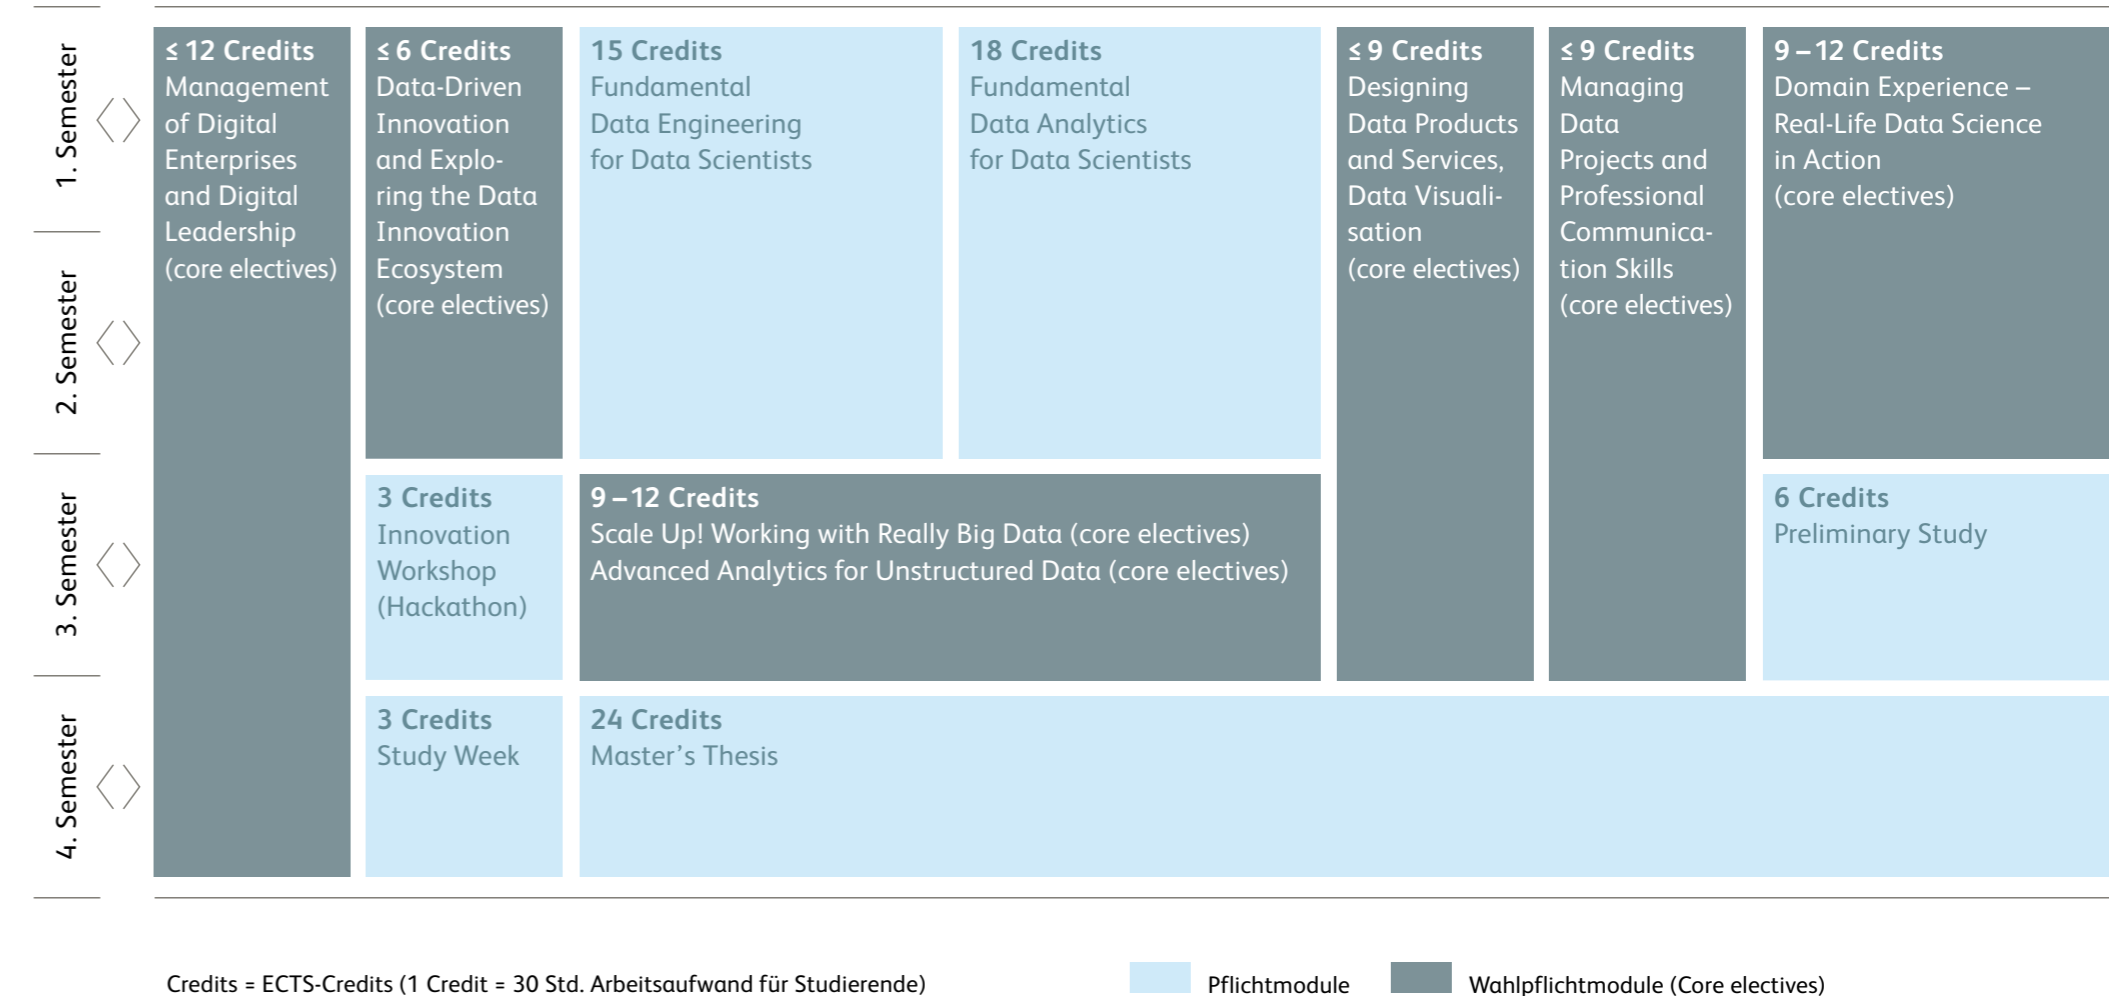 1. Semester
≤ 12 Credits
Management
of Digital
Enterprises
and Digital
Leadership
(core electives)
≤ 6 Credits
Data-Driven
Innovation
and Explo-
ring the Data
Innovation
Ecosystem
(core electives)
15 Credits
Fundamental
Data Engineering
for Data Scientists
18 Credits
Fundamental
Data Analytics
for Data Scientists
≤ 9 Credits
Designing
Data Products
and Services,
Data Visuali-
sation
(core electives)
≤ 9 Credits
Managing
Data
Projects and
Professional
Communica-
tion Skills
(core electives)
9 – 12 Credits
Domain Experience –
Real-Life Data Science
in Action
(core electives)
2. Semester
3. Semester
3 Credits
Innovation
Workshop
(Hackathon)
9 – 12 Credits
Scale Up! Working with Really Big Data (core electives)
Advanced Analytics for Unstructured Data (core electives)
6 Credits
Preliminary Study
4. Semester
3 Credits
Study Week
24 Credits
Master’s Thesis
Credits = ECTS-Credits (1 Credit = 30 Std. Arbeitsaufwand für Studierende)
Pflichtmodule
Wahlpflichtmodule (Core electives)